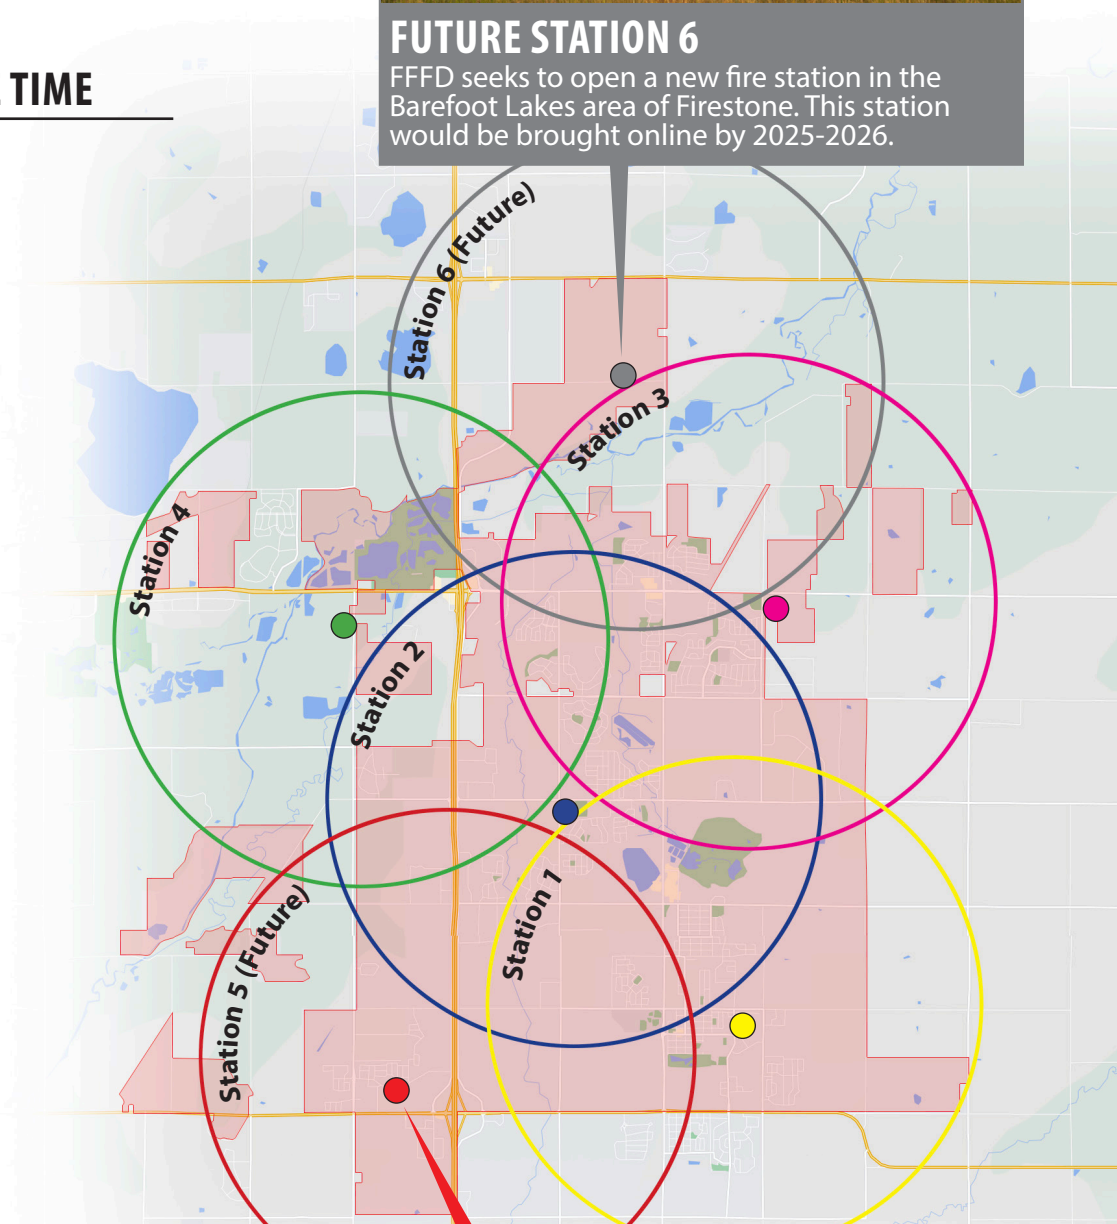 TIME
FUTURE STATION 6
FFFD seeks to open a new fire station in the
Barefoot Lakes area of Firestone. This station
would be brought online by 2025-2026.
Station 6 (Future)
Station 3
Station 4
Station 2
Station 1
Station 5 (Future)